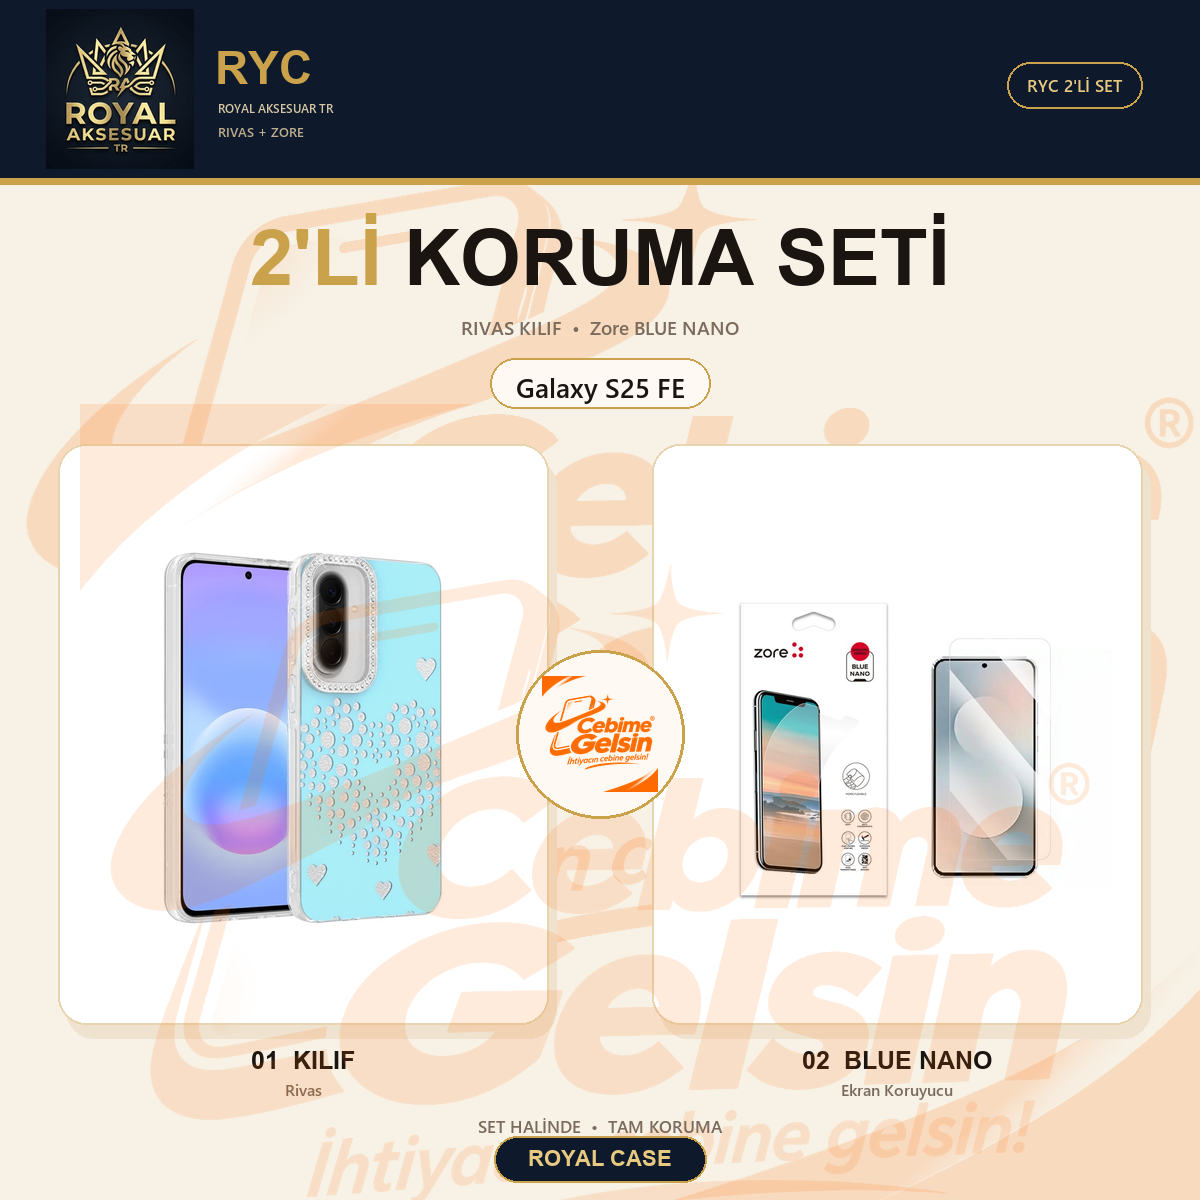 ROYAL
AKSESUAR
TR
RYC
ROYAL AKSESUAR TR
RIVAS + ZORE
RYC 2'Lİ SET
2'Lİ KORUMA SETİ
RIVAS KILIF • Zore BLUE NANO
Galaxy S25 FE
zore
BLUE
NANO
Cebime
Gelsin
İhtiyacın cebine gelsin!
®
Cebime
®
Gelsin
01 KILIF
Rivas
02 BLUE NANO
Ekran Koruyucu
SET HALİNDE • TAM KORUMA
ROYAL CASE